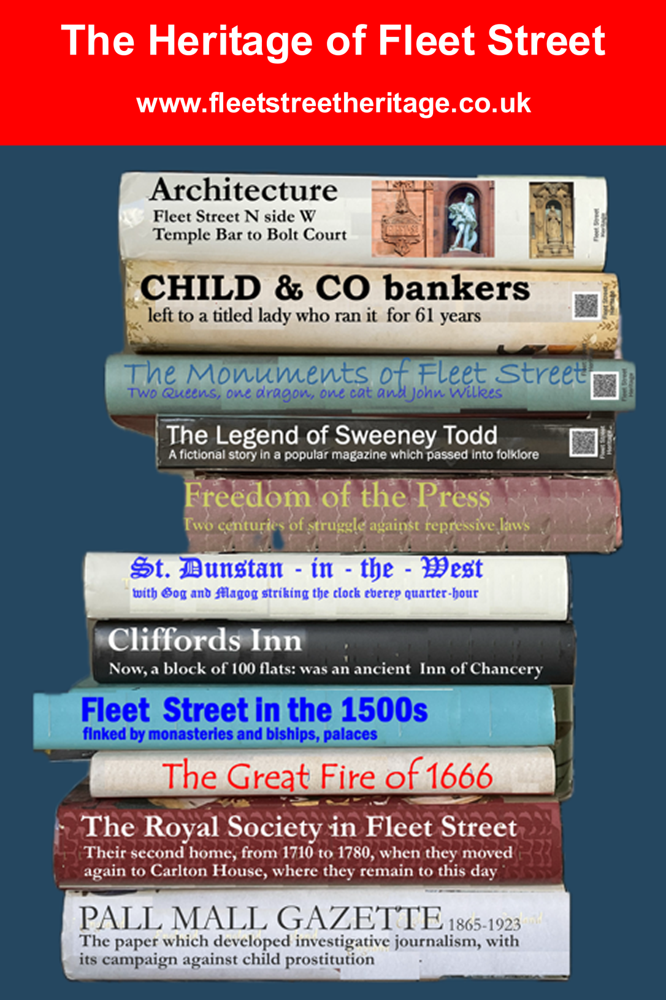 The Heritage of Fleet Street
www.fleetstreetheritage.co.uk
Architecture
Fleet Street N side W
Temple Bar to Bolt Court
Fleet Street
Heritage
CHILD & CO bankers
left to a titled lady who ran it for 61 years
Fleet Street
Heritage
The Monuments of Fleet Street
Two Queens, one dragon, one cat and John Wilkes
Fleet Street
Heritage
The Legend of Sweeney Todd
A fictional story in a popular magazine which passed into folklore
Fleet Street
Heritage
Freedom of the Press
Two centuries of struggle against repressive laws
St. Dunstan - in - the - West
with Gog and Magog striking the clock everey quarter-hour
Cliffords Inn
Now, a block of 100 flats: was an ancient Inn of Chancery
Fleet Street in the 1500s
flnked by monasteries and biships, palaces
The Great Fire of 1666
The Royal Society in Fleet Street
Their second home, from 1710 to 1780, when they moved
again to Carlton House, where they remain to this day
PALL MALL GAZETTE 1865-1923
The paper which developed investigative journalism, with
its campaign against child prostitution